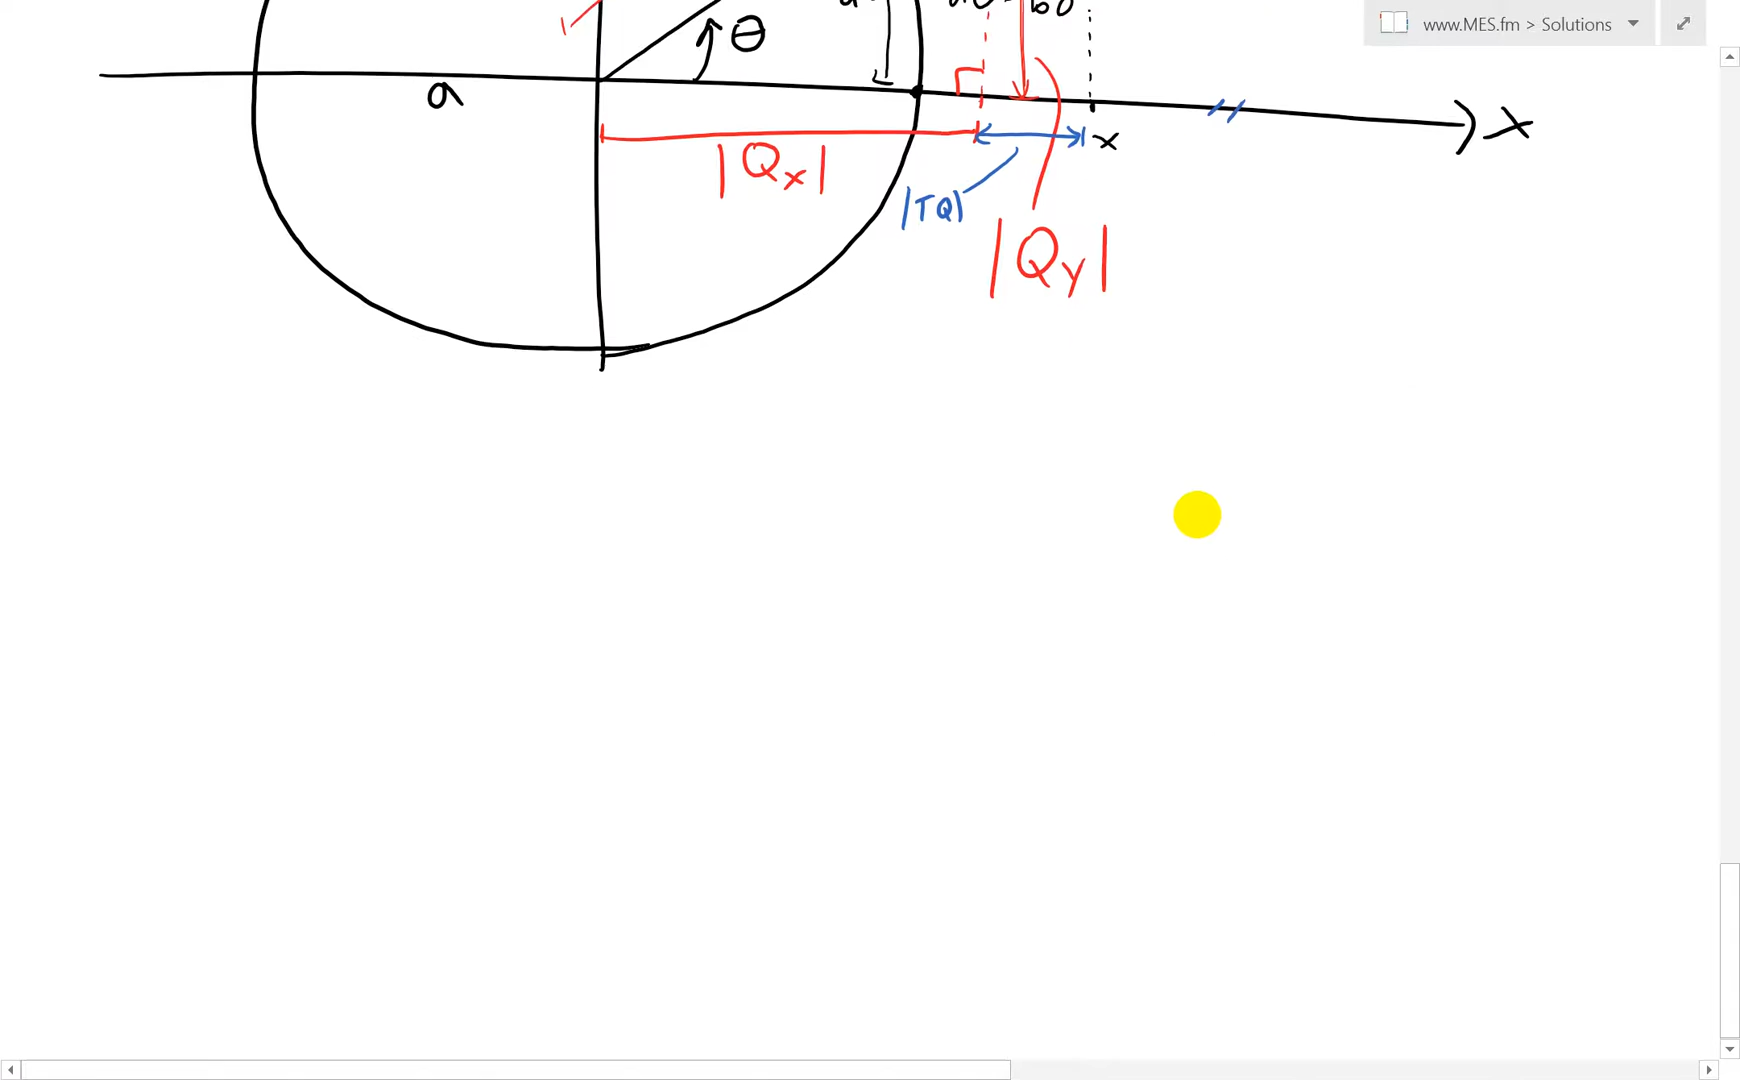 www.MES.fm > Solutions
θ
a
x
X
|Qx|
|TQ|
|Qy|